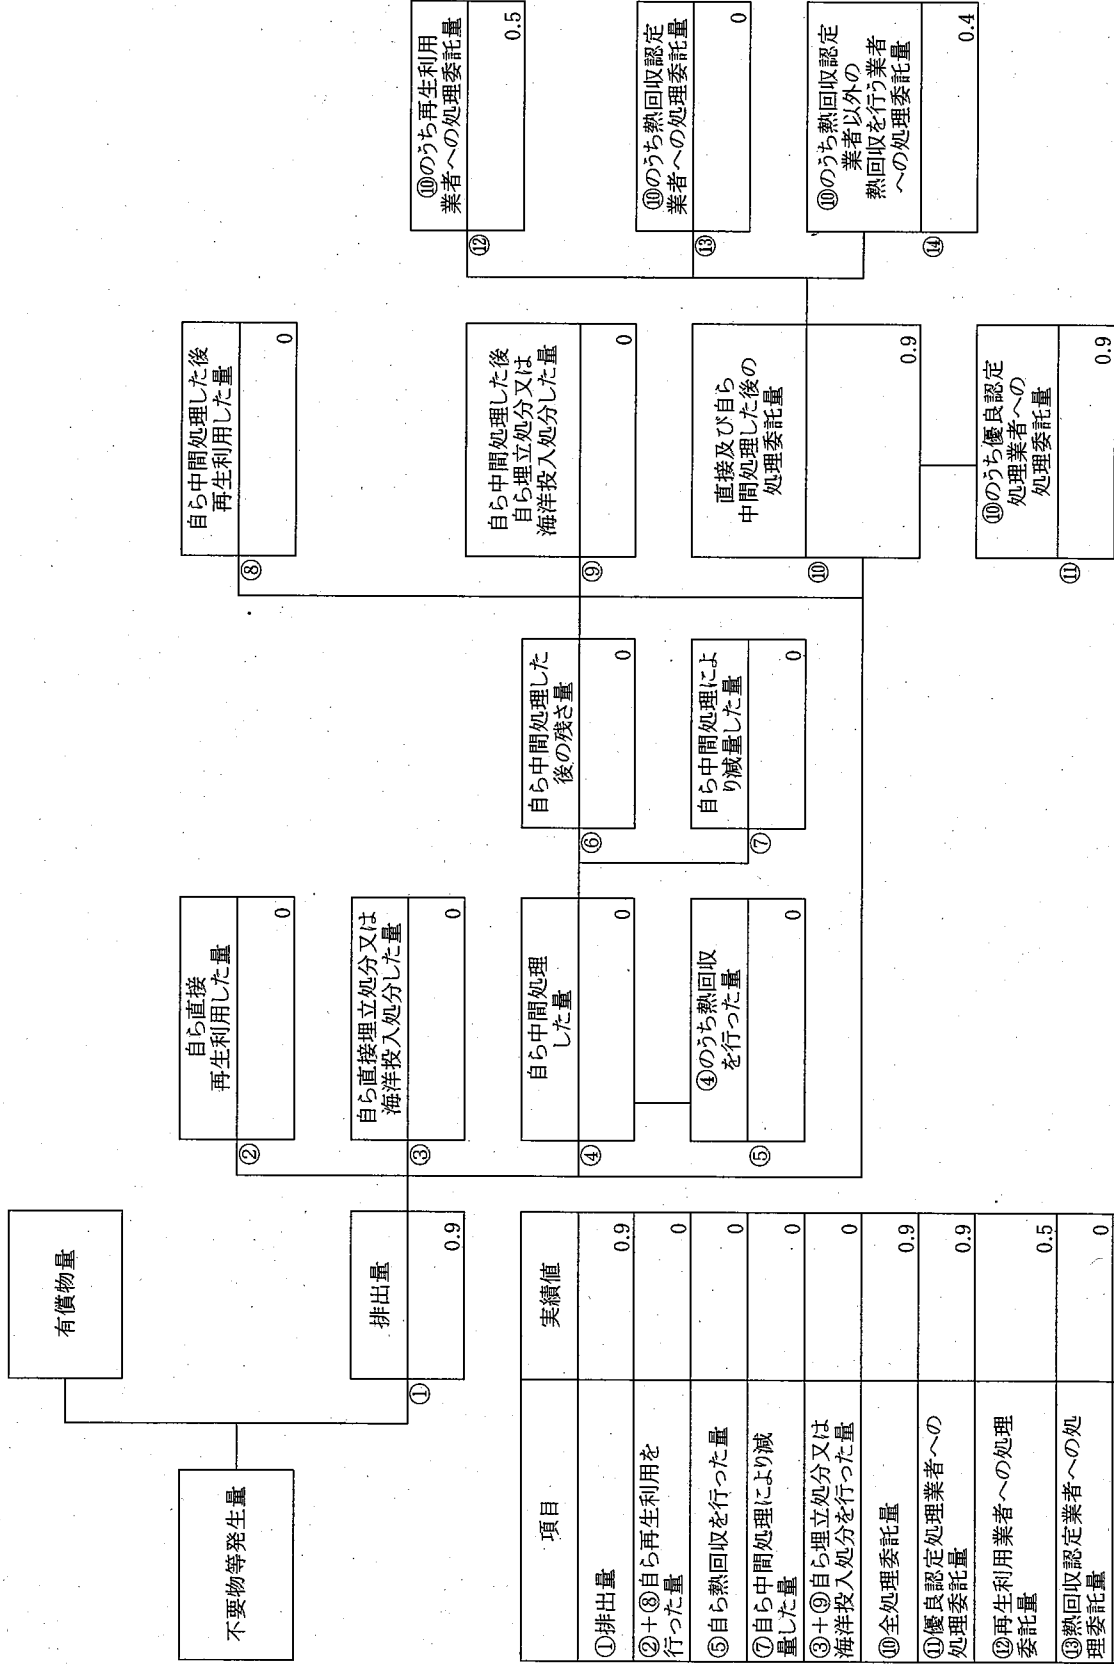 不要物等発生量
有償物量
①
排出量
0.9
②
自ら直接
再生利用した量
0
③
自ら直接埋立処分又は
海洋投入処分した量
0
④
自ら中間処理
した量
0
⑤
④のうち熱回収
を行った量
0
⑥
自ら中間処理した
後の残さ量
0
⑦
自ら中間処理によ
り減量した量
0
⑧
自ら中間処理した後
再生利用した量
0
⑨
自ら中間処理した後
自ら埋立処分又は
海洋投入処分した量
0
⑩
直接及び自ら
中間処理した後の
処理委託量
0.9
⑪
⑩のうち優良認定
処理業者への
処理委託量
0.9
⑫
⑩のうち再生利用
業者への処理委託量
0.5
⑬
⑩のうち熱回収認定
業者への処理委託量
0
⑭
⑩のうち熱回収認定
業者以外の
熱回収を行う業者
への処理委託量
0.4
項目 実績値
①排出量 0.9
②+⑧自ら再生利用を
行った量 0
⑤自ら熱回収を行った量 0
⑦自ら中間処理により減
量した量 0
③+⑨自ら埋立処分又は
海洋投入処分を行った量 0
⑩全処理委託量 0.9
⑪優良認定処理業者への
処理委託量 0.9
⑫再生利用業者への処理
委託量 0.5
⑬熱回収認定業者への処
理委託量 0